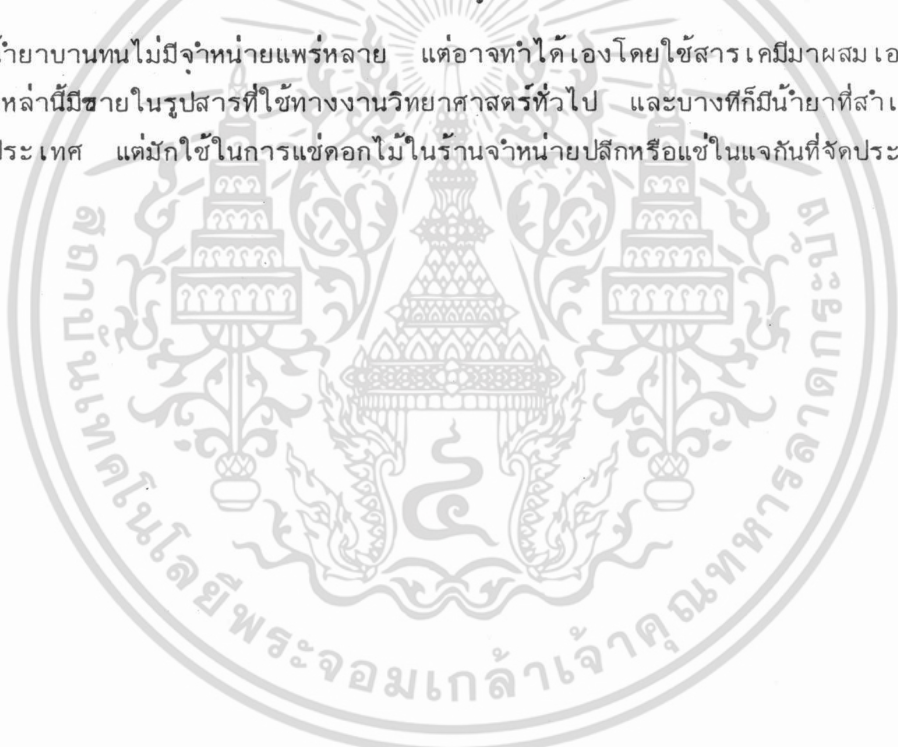 ้ำยาบานทนไม่มีจำหน่ายแพร่หลาย แต่อาจทำได้เองโดยใช้สารเคมีมาผสมเอ
หล่านี้มีขายในรูปสารที่ใช้ทางงานวิทยาศาสตร์ทั่วไป และบางทีก็มีน้ำยาที่สำเ
ประเทศ แต่มักใช้ในการแช่ดอกไม้ในร้านจำหน่ายปลีกหรือแช่ในแจกันที่จัดประ
สถาบันเทคโนโลยีพระจอมเกล้าเจ้าคุณทหารลาดกระบัง